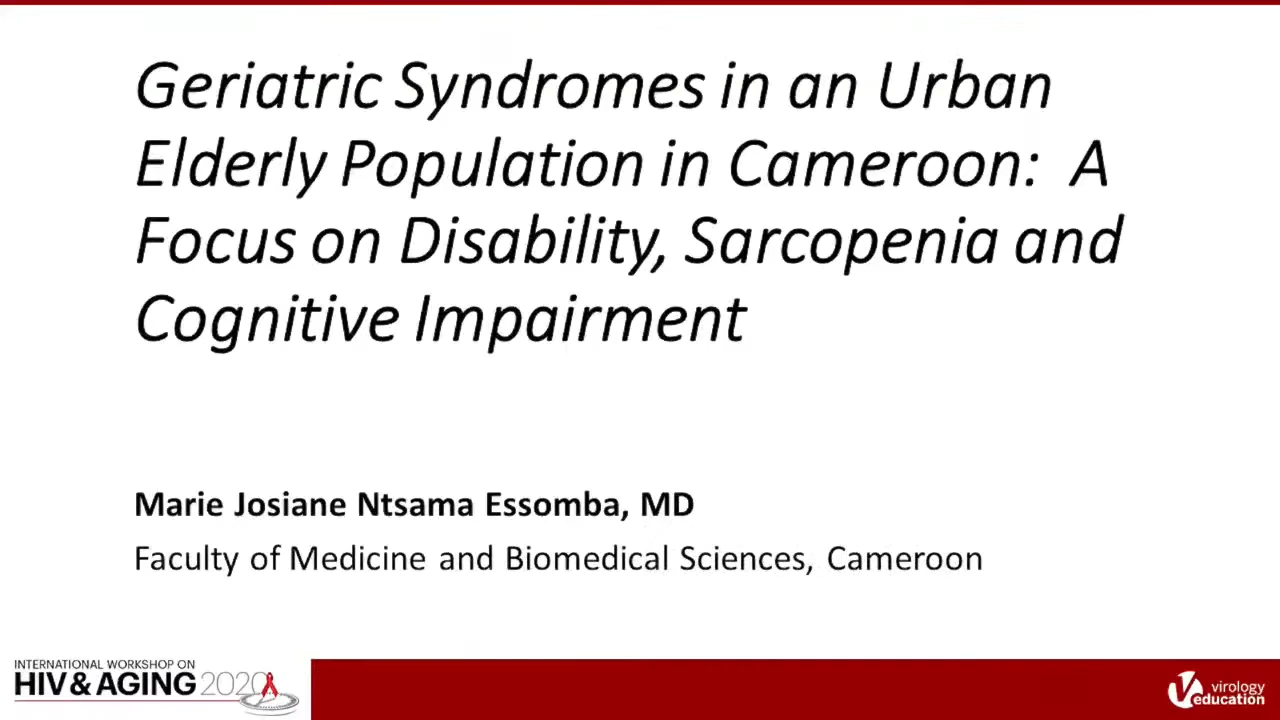 Geriatric Syndromes in an Urban
Elderly Population in Cameroon: A
Focus on Disability, Sarcopenia and
Cognitive Impairment
Marie Josiane Ntsama Essomba, MD
Faculty of Medicine and Biomedical Sciences, Cameroon
INTERNATIONAL WORKSHOP ON
HIV & AGING 2020
virology
education